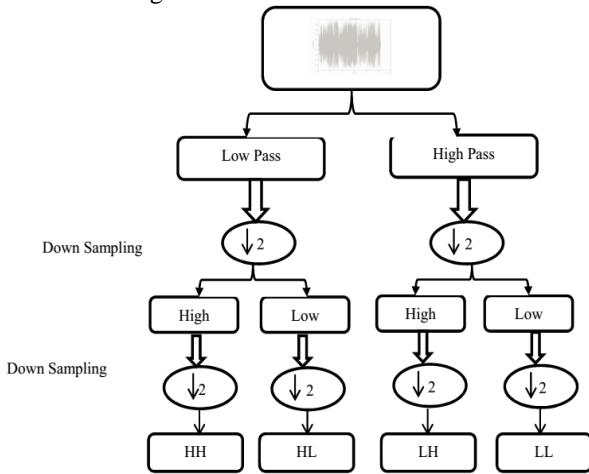 Low Pass High Pass
↓ 2 ↓ 2
Down Sampling
High Low High Low
Down Sampling
↓2 ↓ 2 ↓ 2 ↓ 2
HH HL LH LL